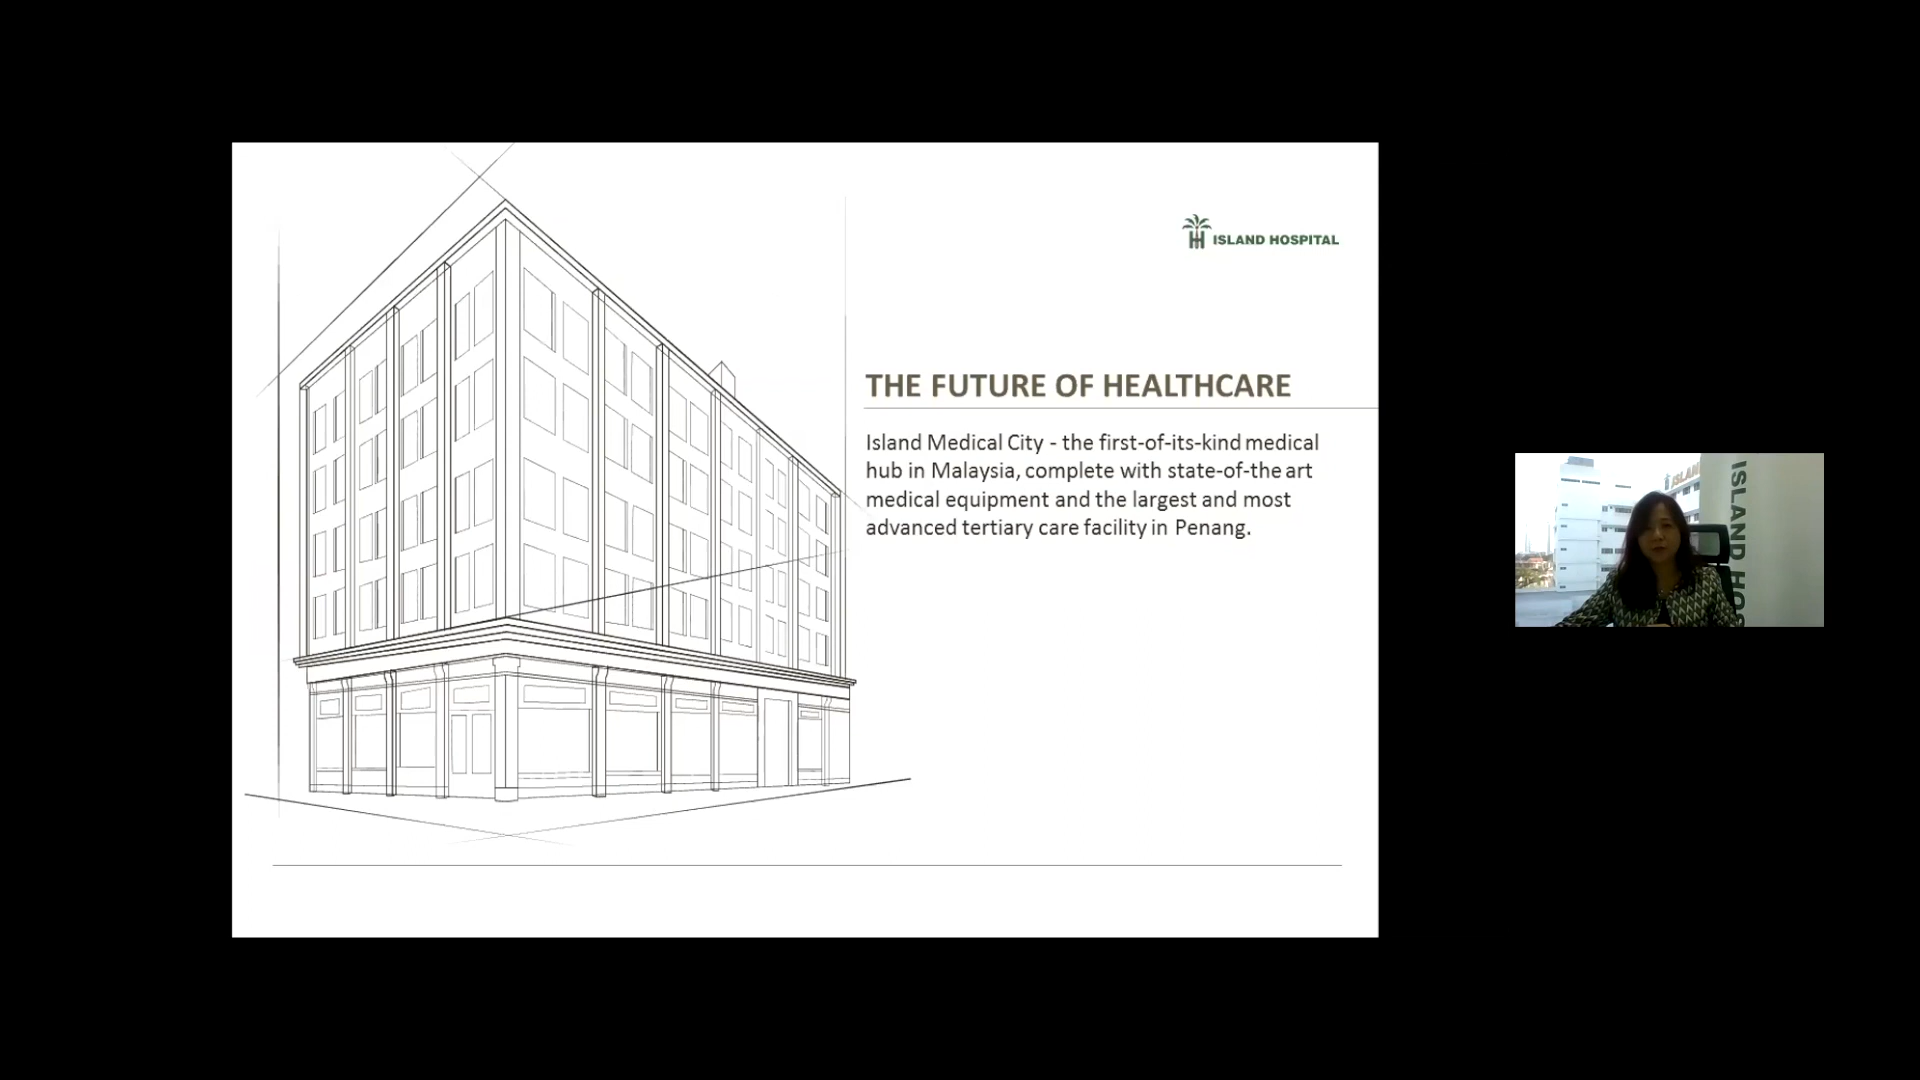 ISLAND HOSPITAL
THE FUTURE OF HEALTHCARE
Island Medical City - the first-of-its-kind medical
hub in Malaysia, complete with state-of-the art
medical equipment and the largest and most
advanced tertiary care facility in Penang.
ISLAN
ISLAND HOS